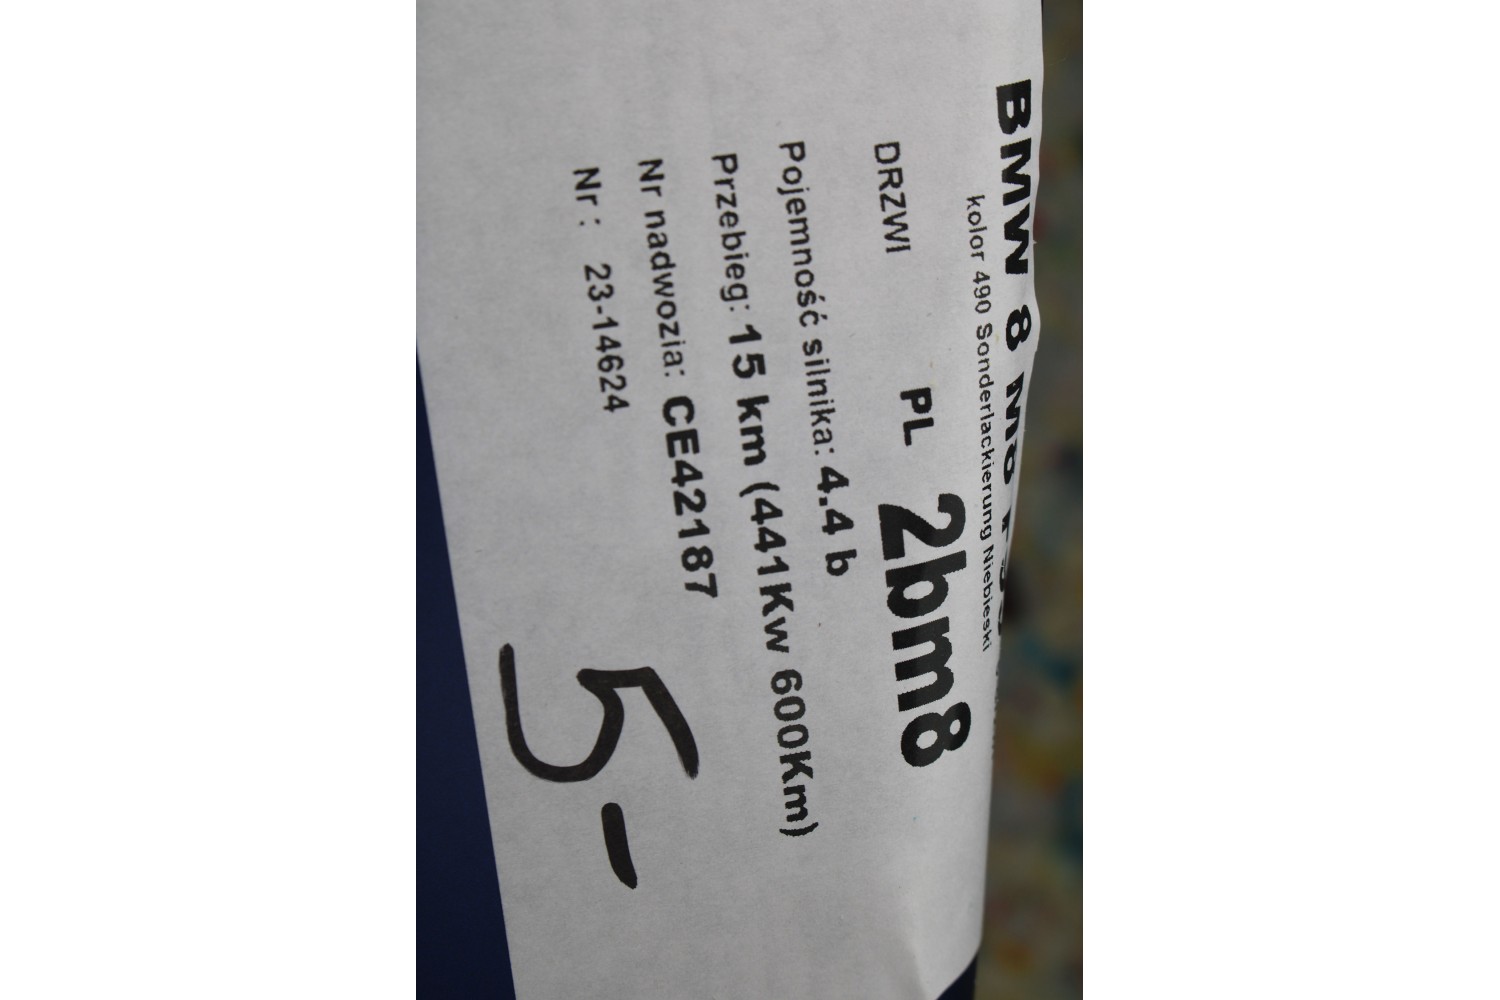 BMW 8 M8
kolor 490 Sonderlackierung Niebieski
DRZWI PL 2bm8
Pojemność silnika: 4.4 b
Przebieg: 15 km (441Kw 600Km)
Nr nadwozia: CE42187
Nr : 23-14624
5-